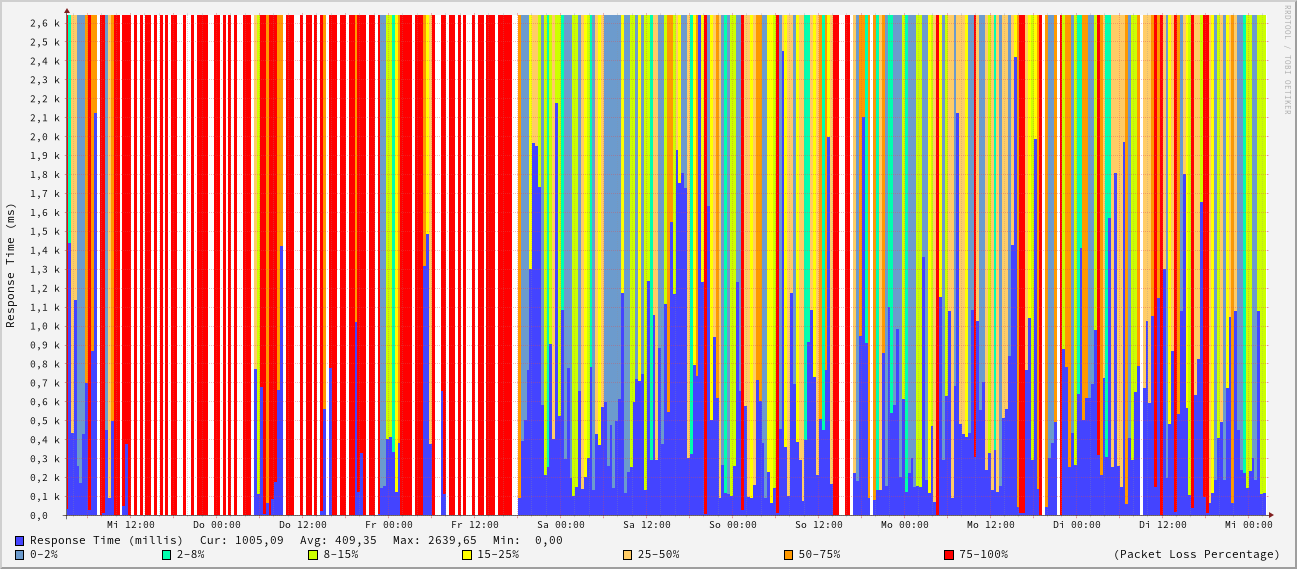 RRDTOOL / TOBI OETIKER
Response Time (ms)
2,6 k
2,5 k
2,4 k
2,3 k
2,2 k
2,1 k
2,0 k
1,9 k
1,8 k
1,7 k
1,6 k
1,5 k
1,4 k
1,3 k
1,2 k
1,1 k
1,0 k
0,9 k
0,8 k
0,7 k
0,6 k
0,5 k
0,4 k
0,3 k
0,2 k
0,1 k
0,0
Mi 12:00 Do 00:00 Do 12:00 Fr 00:00 Fr 12:00 Sa 00:00 Sa 12:00 So 00:00 So 12:00 Mo 00:00 Mo 12:00 Di 00:00 Di 12:00 Mi 00:00
Response Time (millis) Cur: 1005,09 Avg: 409,35 Max: 2639,65 Min: 0,00
0-2% 2-8% 8-15% 15-25% 25-50% 50-75% 75-100% (Packet Loss Percentage)